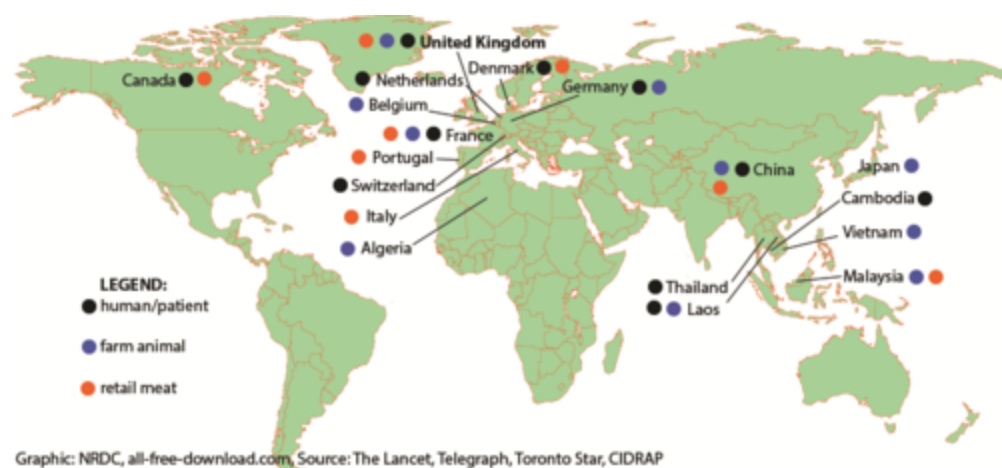 United Kingdom
Canada
Denmark
Netherlands
Germany
Belgium
France
Portugal
China
Japan
Switzerland
Cambodia
Italy
Vietnam
Algeria
Malaysia
LEGEND:
Thailand
human/patient
Laos
farm animal
retail meat
Graphic: NRDC, all-free-download.com, Source: The Lancet, Telegraph, Toronto Star, CIDRAP